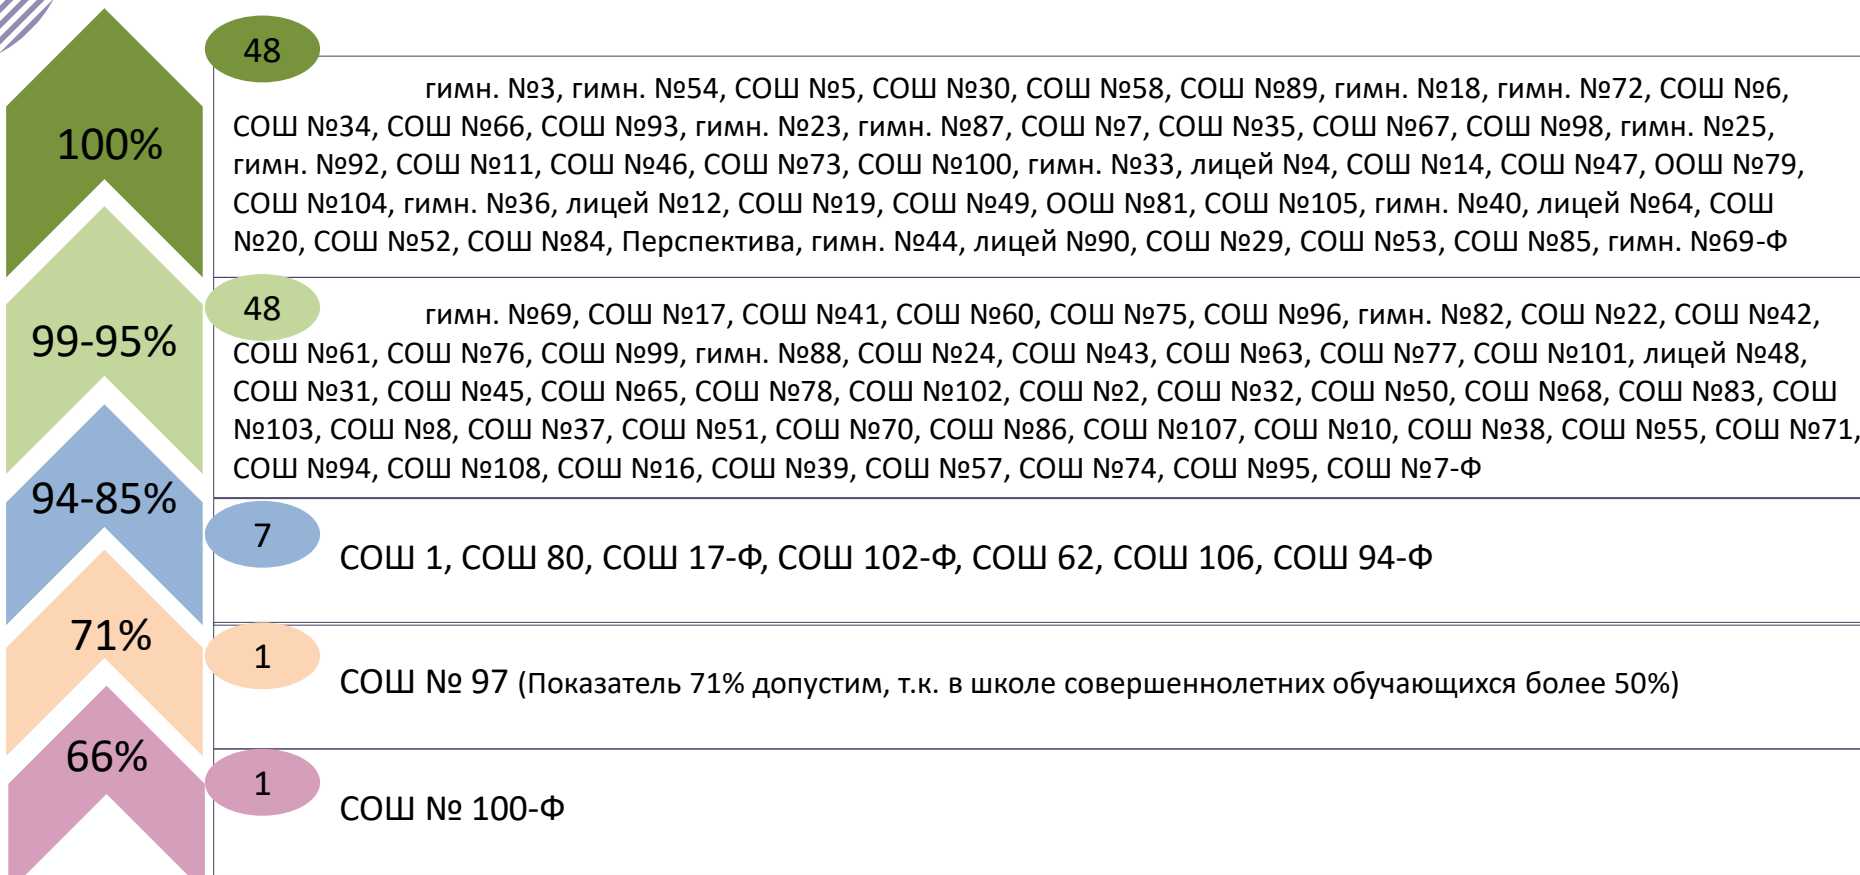 100%
48
гимн. №3, гимн. №54, СОШ №5, СОШ №30, СОШ №58, СОШ №89, гимн. №18, гимн. №72, СОШ №6,
СОШ №34, СОШ №66, СОШ №93, гимн. №23, гимн. №87, СОШ №7, СОШ №35, СОШ №67, СОШ №98, гимн. №25,
гимн. №92, СОШ №11, СОШ №46, СОШ №73, СОШ №100, гимн. №33, лицей №4, СОШ №14, СОШ №47, ООШ №79,
СОШ №104, гимн. №36, лицей №12, СОШ №19, СОШ №49, ООШ №81, СОШ №105, гимн. №40, лицей №64, СОШ
№20, СОШ №52, СОШ №84, Перспектива, гимн. №44, лицей №90, СОШ №29, СОШ №53, СОШ №85, гимн. №69-Ф
99-95%
48
гимн. №69, СОШ №17, СОШ №41, СОШ №60, СОШ №75, СОШ №96, гимн. №82, СОШ №22, СОШ №42,
СОШ №61, СОШ №76, СОШ №99, гимн. №88, СОШ №24, СОШ №43, СОШ №63, СОШ №77, СОШ №101, лицей №48,
СОШ №31, СОШ №45, СОШ №65, СОШ №78, СОШ №102, СОШ №2, СОШ №32, СОШ №50, СОШ №68, СОШ №83, СОШ
№103, СОШ №8, СОШ №37, СОШ №51, СОШ №70, СОШ №86, СОШ №107, СОШ №10, СОШ №38, СОШ №55, СОШ №71,
СОШ №94, СОШ №108, СОШ №16, СОШ №39, СОШ №57, СОШ №74, СОШ №95, СОШ №7-Ф
94-85%
7
СОШ 1, СОШ 80, СОШ 17-Ф, СОШ 102-Ф, СОШ 62, СОШ 106, СОШ 94-Ф
71%
1
СОШ № 97 (Показатель 71% допустим, т.к. в школе совершеннолетних обучающихся более 50%)
66%
1
СОШ № 100-Ф